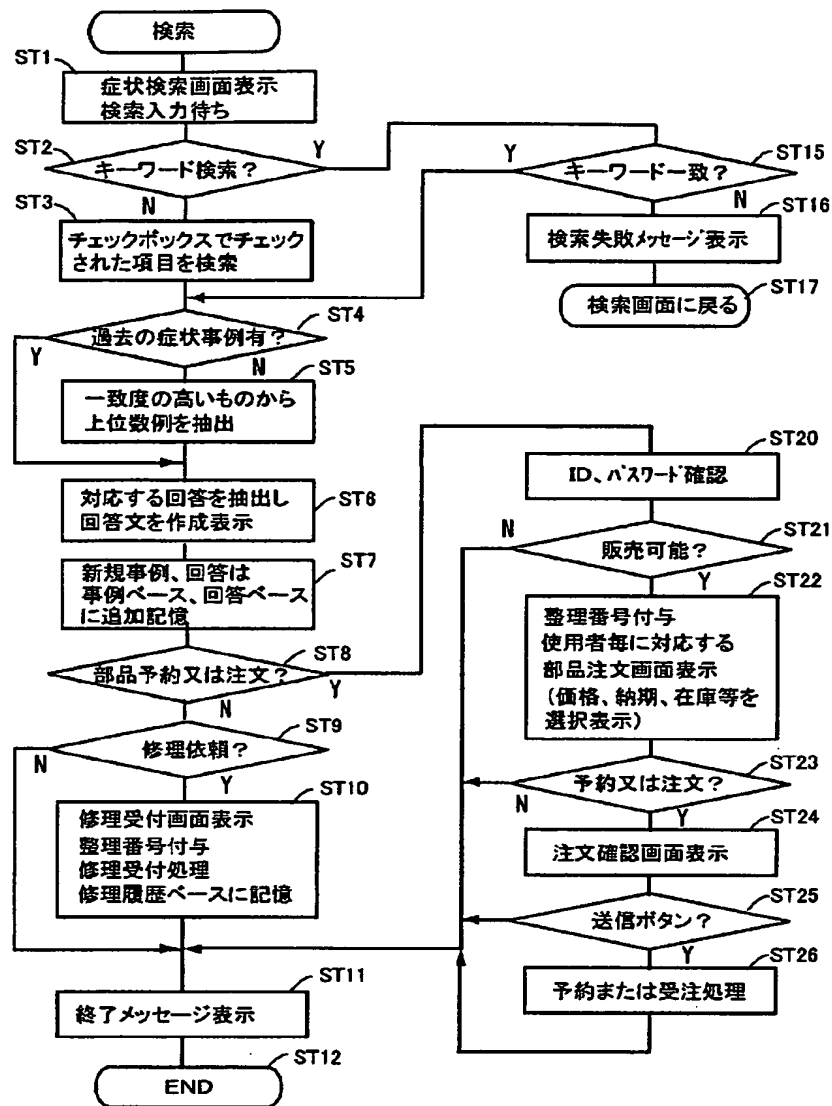 検索
ST1
症状検索画面表示
検索入力待ち
ST2
キーワード検索?
Y
N
ST3
チェックボックスでチェック
された項目を検索
ST15
キーワード一致?
Y
N
ST16
検索失敗メッセージ表示
ST17
検索画面に戻る
ST4
過去の症状事例有?
Y
N
ST5
一致度の高いものから
上位数例を抽出
ST6
対応する回答を抽出し
回答文を作成表示
ST7
新規事例、回答は
事例ベース、回答ベース
に追加記憶
ST8
部品予約又は注文?
Y
N
ST9
修理依頼?
N
Y
ST10
修理受付画面表示
整理番号付与
修理受付処理
修理履歴ベースに記憶
ST11
終了メッセージ表示
ST12
END
ST20
ID、パスワード確認
ST21
販売可能?
N
Y
ST22
整理番号付与
使用者毎に対応する
部品注文画面表示
(価格、納期、在庫等を
選択表示)
ST23
予約又は注文?
N
Y
ST24
注文確認画面表示
ST25
送信ボタン?
Y
ST26
予約または受注処理